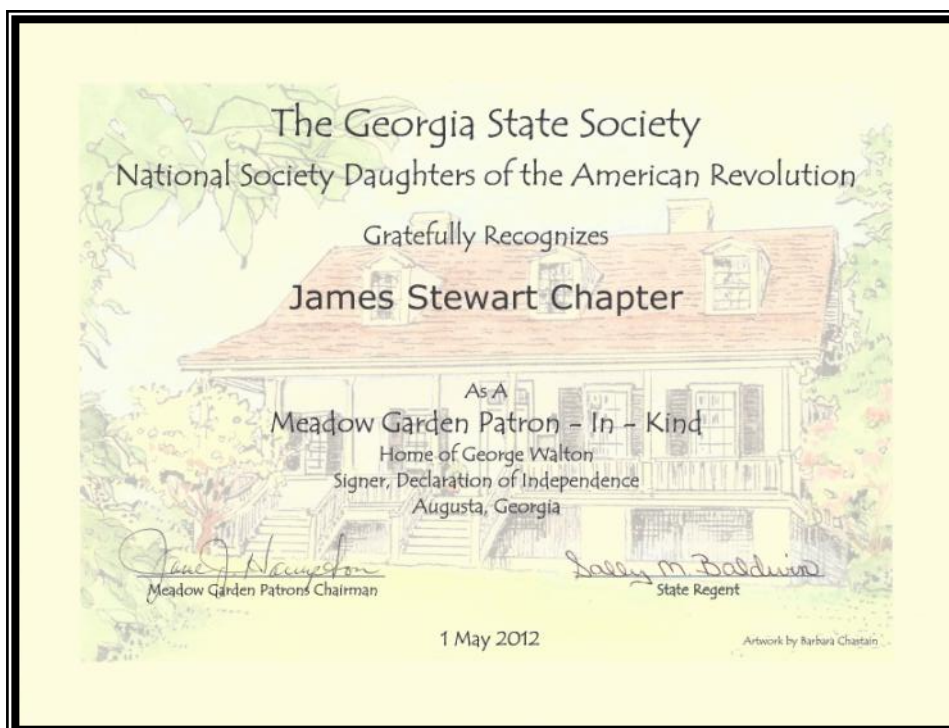 The Georgia State Society
National Society Daughters of the American Revolution
Gratefully Recognizes
James Stewart Chapter
As A
Meadow Garden Patron - In - Kind
Home of George Walton
Signer, Declaration of Independence
Augusta, Georgia
Jane J. Hampton
Sally M. Baldwin
Meadow Garden Patrons Chairman
State Regent
1 May 2012
Artwork by Barbara Chastain